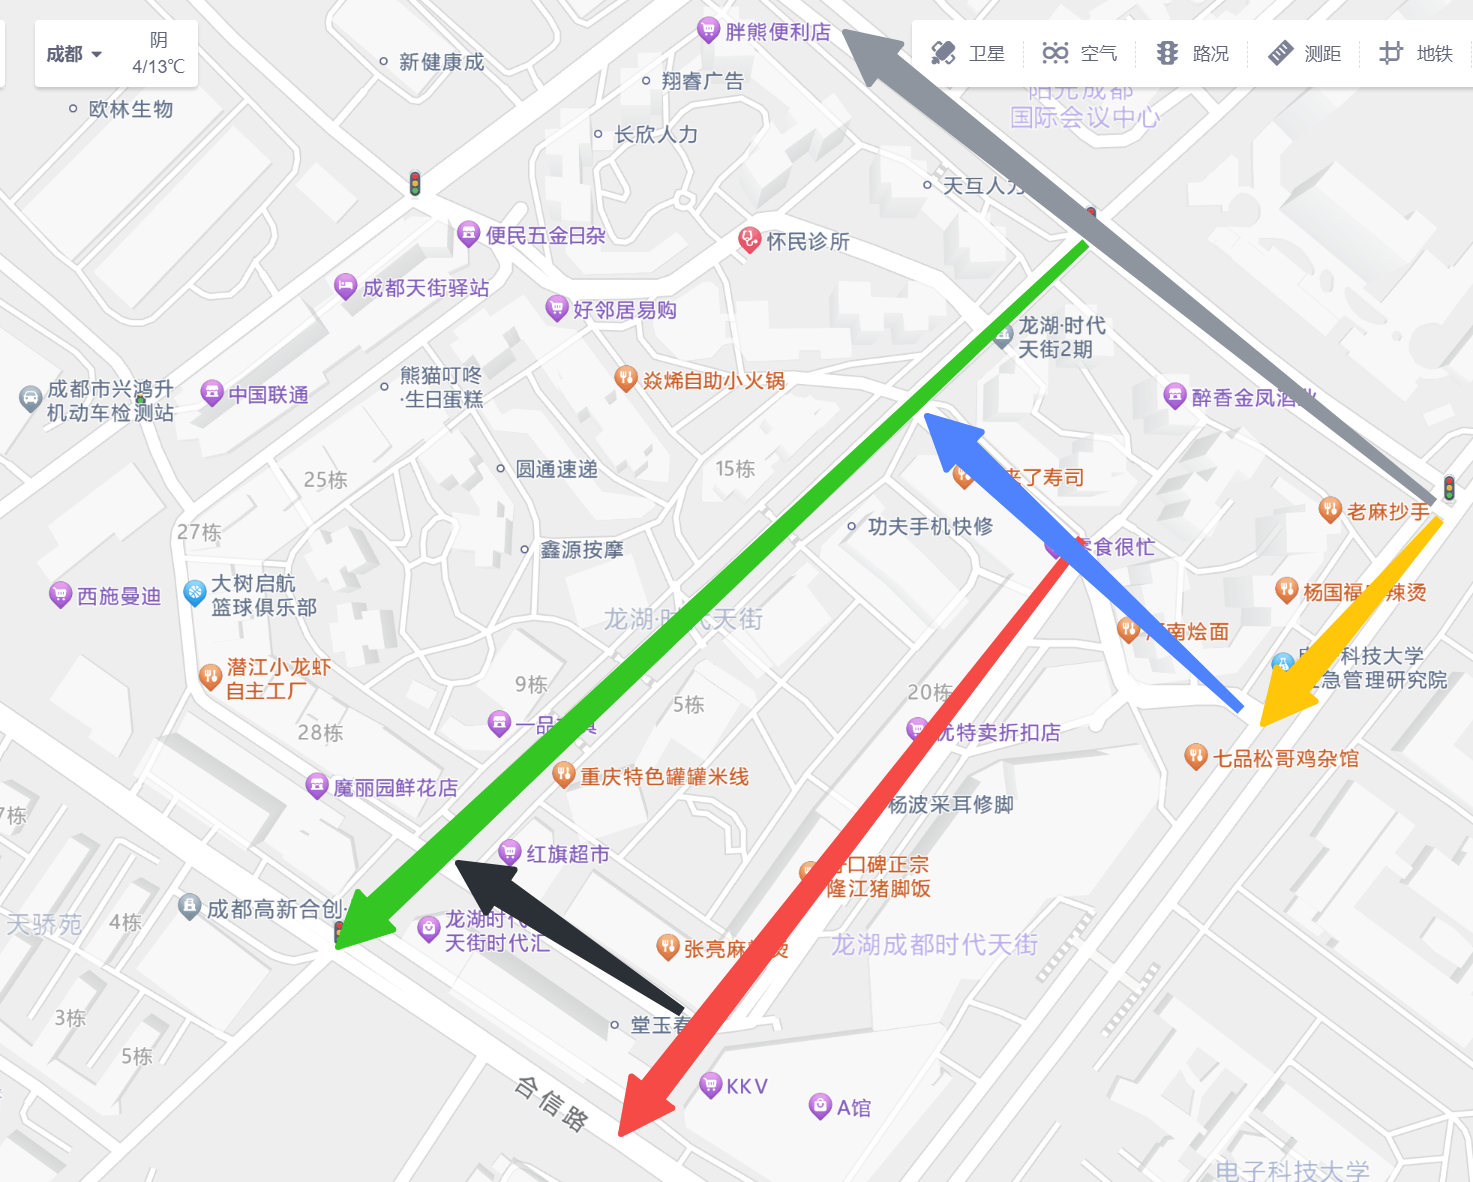 胖熊便利店
成都
阴
4/13℃
卫星
空气
路况
测距
地铁
新健康成
翔睿广告
阳光成都
国际会议中心
欧林生物
长欣人力
天互人力
便民五金日杂
怀民诊所
成都天街驿站
好邻居易购
龙湖·时代
天街2期
熊猫叮咚
·生日蛋糕
焱烯自助小火锅
成都市兴鸿升
机动车检测站
中国联通
醉香金凤酒业
25栋
圆通速递
15栋
来了寿司
老麻抄手
27栋
功夫手机快修
鑫源按摩
零食很忙
西施曼迪
大树启航
篮球俱乐部
杨国福麻辣烫
龙湖·时代天街
河南烩面
科技大学
应急管理研究院
潜江小龙虾
自主工厂
9栋
5栋
20栋
28栋
一品
优特卖折扣店
七品松哥鸡杂馆
重庆特色罐罐米线
魔丽园鲜花店
杨波采耳修脚
7栋
红旗超市
好口碑正宗
隆江猪脚饭
成都高新合创·
天骄苑
4栋
龙湖时代
天街时代汇
张亮麻辣烫
龙湖成都时代天街
3栋
堂玉春
5栋
合信路
KKV
A馆
电子科技大学